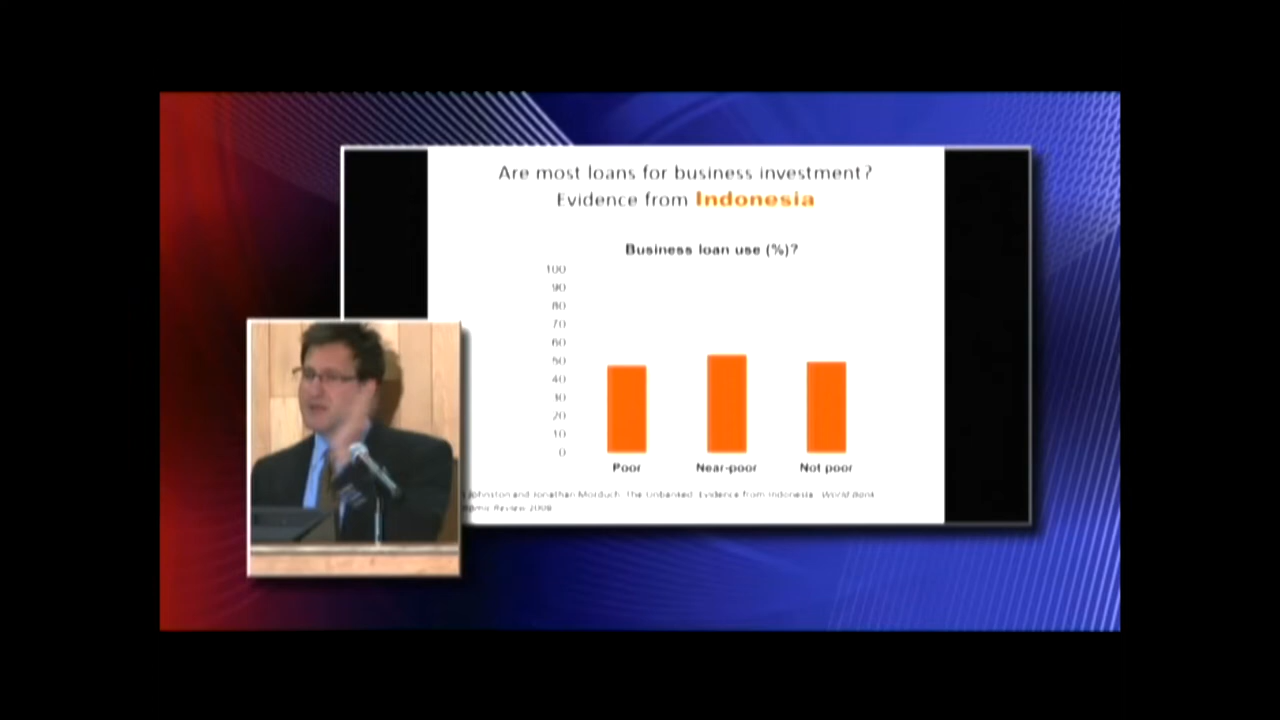 Are most loans for business investment?
Evidence from Indonesia
Business loan use (%)?
100
90
80
70
60
50
40
30
20
10
0
Poor Near-poor Not poor
Johnston and Jonathan Morduch. The Unbanked: Evidence from Indonesia. World Bank
Review 2008